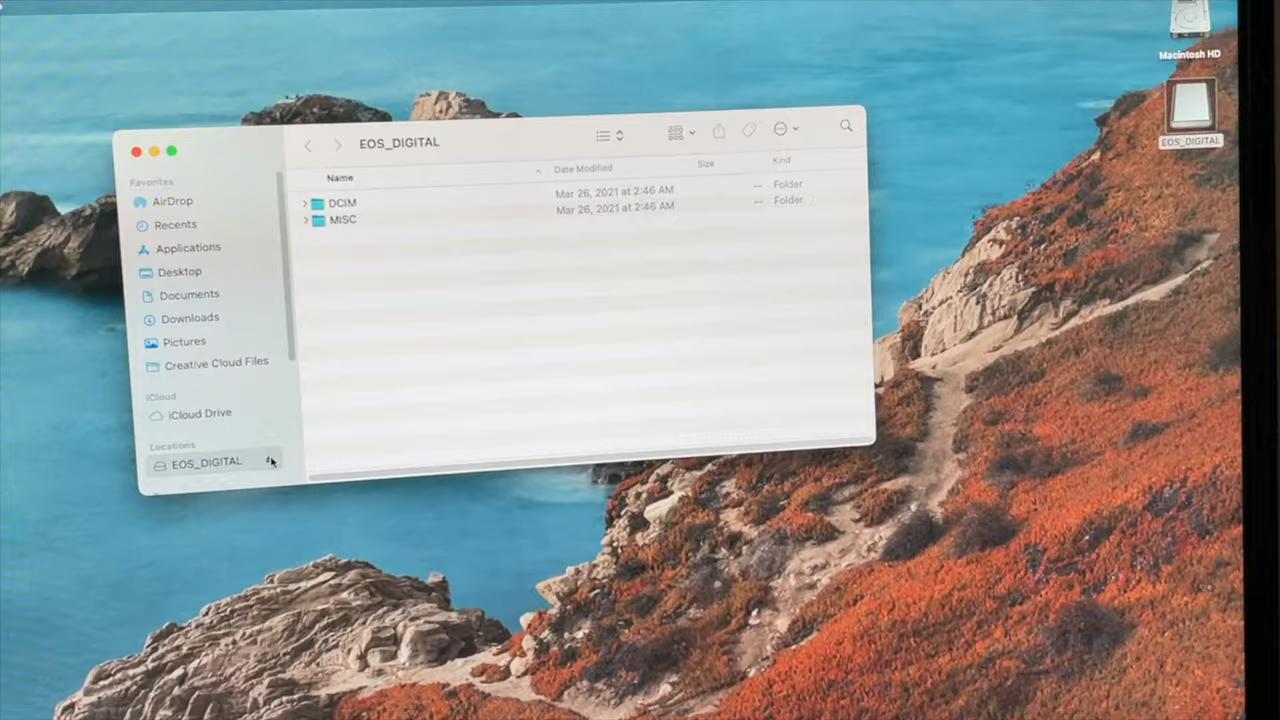 Macintosh HD
EOS_DIGITAL
EOS_DIGITAL
Favorites
AirDrop
Recents
Applications
Desktop
Documents
Downloads
Pictures
Creative Cloud Files
iCloud
iCloud Drive
Locations
EOS_DIGITAL
Name Date Modified Size Kind
DCIM Mar 26, 2021 at 2:46 AM -- Folder
MISC Mar 26, 2021 at 2:46 AM -- Folder